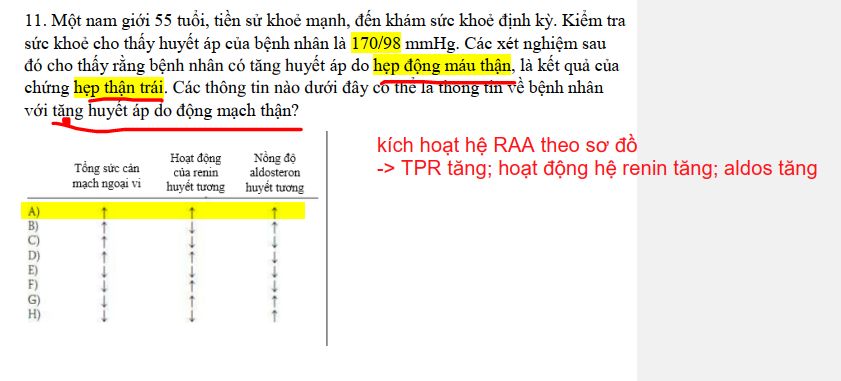 11. Một nam giới 55 tuổi, tiền sử khoẻ mạnh, đến khám sức khoẻ định kỳ. Kiểm tra
sức khoẻ cho thấy huyết áp của bệnh nhân là 170/98 mmHg. Các xét nghiệm sau
đó cho thấy rằng bệnh nhân có tăng huyết áp do hẹp động máu thận, là kết quả của
chứng hẹp thận trái. Các thông tin nào dưới đây có thể là thông tin về bệnh nhân
với tăng huyết áp do động mạch thận?
kích hoạt hệ RAA theo sơ đồ
-> TPR tăng; hoạt động hệ renin tăng; aldos tăng
Tổng sức cản mạch ngoại vi Hoạt động của renin huyết tương Nồng độ aldosteron huyết tương
A) ↑ ↑ ↑
B) ↑ ↓ ↑
C) ↑ ↓ ↓
D) ↑ ↑ ↓
E) ↓ ↓ ↓
F) ↓ ↑ ↓
G) ↓ ↑ ↑
H) ↓ ↓ ↑